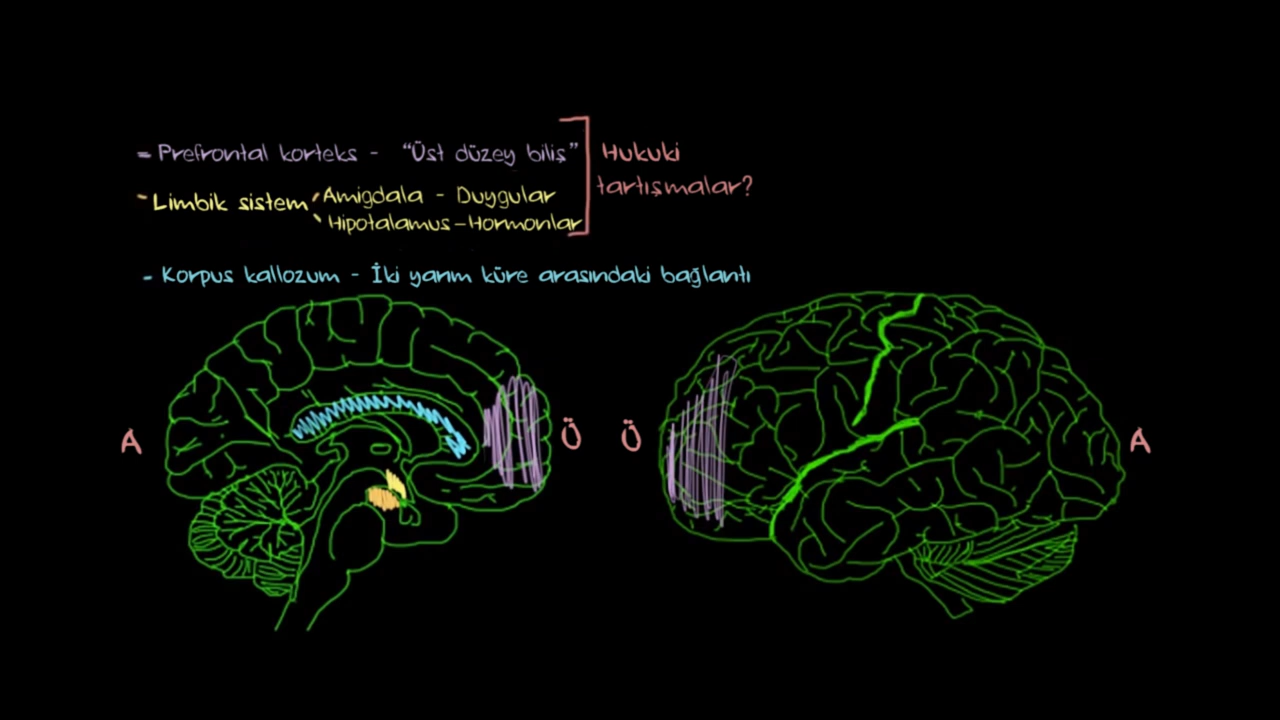 - Prefrontal korteks - "Üst düzey biliş"
- Limbik sistem Amigdala - Duygular
Hipotalamus - Hormonlar
Hukuki
tartışmalar?
- Korpus kallozum - İki yarım küre arasındaki bağlantı
A Ü Ü A